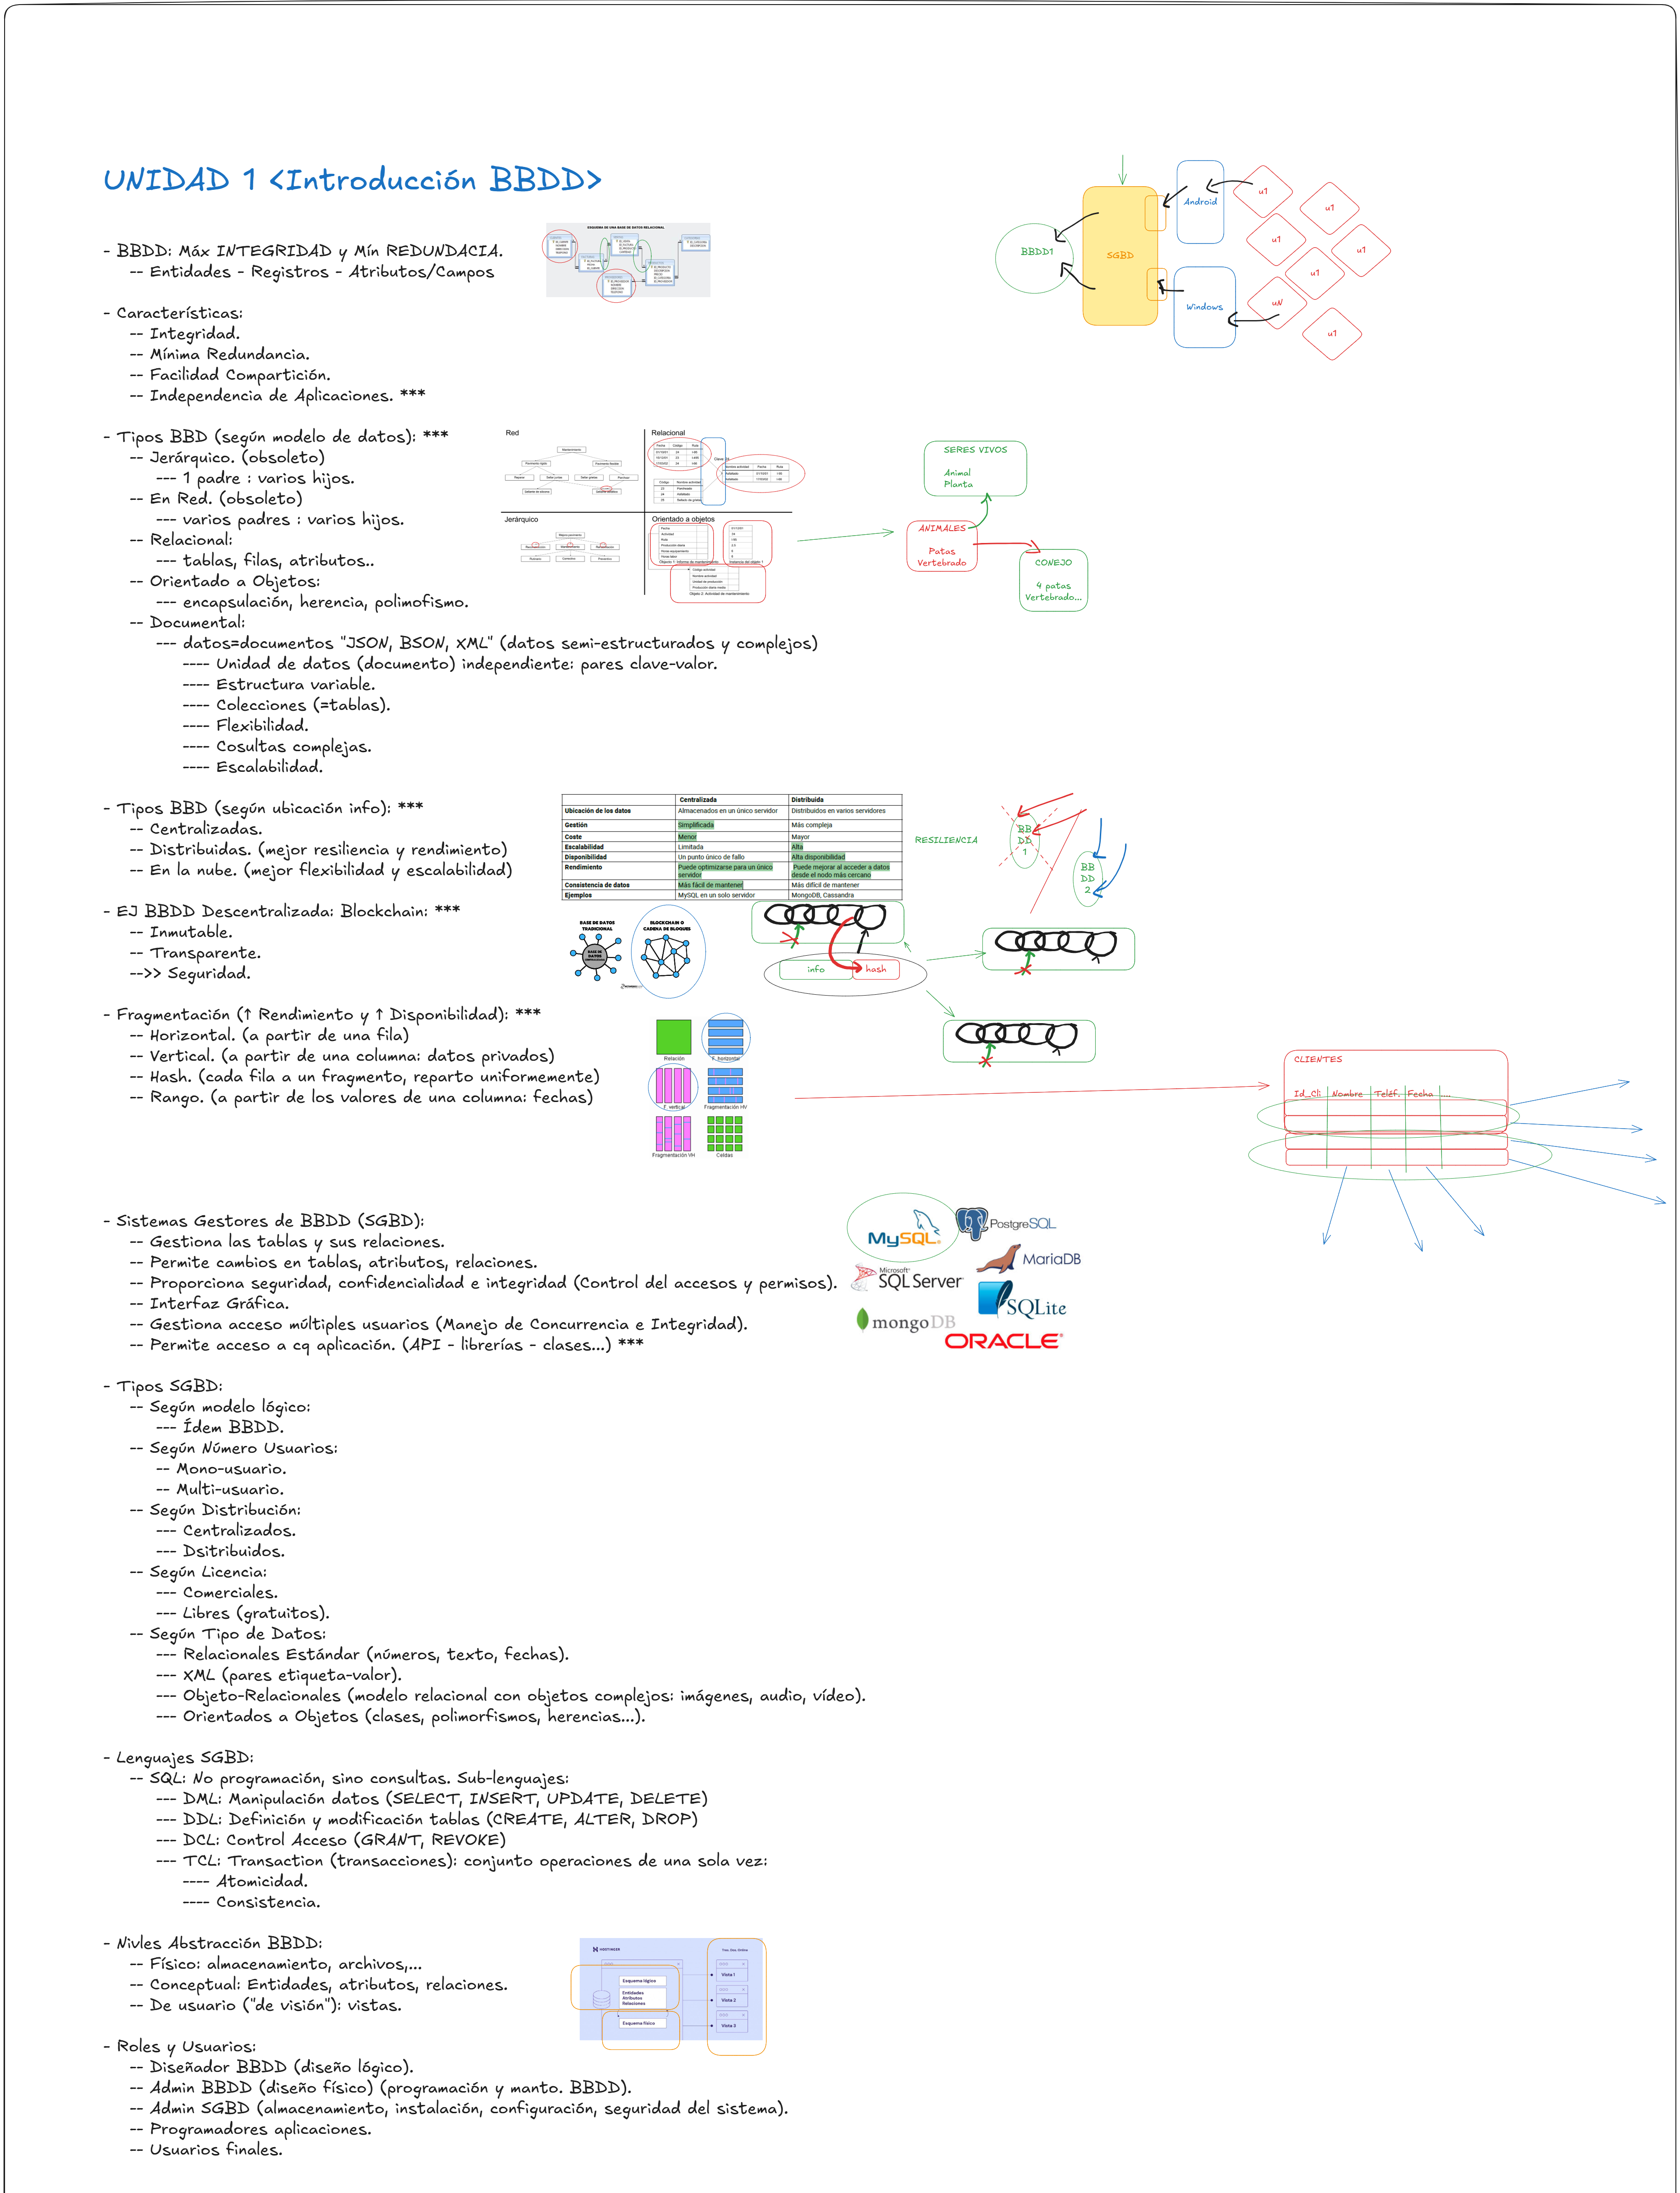 UNIDAD 1 <Introducción BBDD>
- BBDD: Máx INTEGRIDAD y Mín REDUNDACIA.
-- Entidades - Registros - Atributos/Campos
ESQUEMA DE UNA BASE DE DATOS RELACIONAL
BBDD1
SGBD
Android
Windows
u1
u1
u1
u1
u1
uN
u1
- Características:
-- Integridad.
-- Mínima Redundancia.
-- Facilidad Compartición.
-- Independencia de Aplicaciones. ***
- Tipos BBD (según modelo de datos): ***
-- Jerárquico. (obsoleto)
--- 1 padre : varios hijos.
-- En Red. (obsoleto)
--- varios padres : varios hijos.
-- Relacional:
--- tablas, filas, atributos..
-- Orientado a Objetos:
--- encapsulación, herencia, polimofismo.
-- Documental:
--- datos=documentos "JSON, BSON, XML" (datos semi-estructurados y complejos)
---- Unidad de datos (documento) independiente: pares clave-valor.
---- Estructura variable.
---- Colecciones (=tablas).
---- Flexibilidad.
---- Cosultas complejas.
---- Escalabilidad.
Red
Relacional
Jerárquico
Orientado a objetos
SERES VIVOS
Animal
Planta
ANIMALES
Patas
Vertebrado
CONEJO
4 patas
Vertebrado...
- Tipos BBD (según ubicación info): ***
-- Centralizadas.
-- Distribuidas. (mejor resiliencia y rendimiento)
-- En la nube. (mejor flexibilidad y escalabilidad)
Centralizada Distribuida
Ubicación de los datos Almacenados en un único servidor Distribuidos en varios servidores
Gestión Simplificada Más compleja
Coste Menor Mayor
Escalabilidad Limitada Alta
Disponibilidad Un punto único de fallo Alta disponibilidad
Rendimiento Puede optimizarse para un único servidor Puede mejorar al acceder a datos desde el nodo más cercano
Consistencia de datos Más fácil de mantener Más difícil de mantener
Ejemplos MySQL en un solo servidor MongoDB, Cassandra
RESILIENCIA
BB
DD
1
BB
DD
2
- EJ BBDD Descentralizada: Blockchain: ***
-- Inmutable.
-- Transparente.
-->> Seguridad.
BASE DE DATOS
TRADICIONAL
BASE DE
DATOS
BLOCKCHAIN O
CADENA DE BLOQUES
info
hash
- Fragmentación (↑ Rendimiento y ↑ Disponibilidad): ***
-- Horizontal. (a partir de una fila)
-- Vertical. (a partir de una columna: datos privados)
-- Hash. (cada fila a un fragmento, reparto uniformemente)
-- Rango. (a partir de los valores de una columna: fechas)
Relación
F. horizontal
F. vertical
Fragmentación HV
Fragmentación VH
Celdas
CLIENTES
Id_Cli Nombre Teléf. Fecha ....
- Sistemas Gestores de BBDD (SGBD):
-- Gestiona las tablas y sus relaciones.
-- Permite cambios en tablas, atributos, relaciones.
-- Proporciona seguridad, confidencialidad e integridad (Control del accesos y permisos).
-- Interfaz Gráfica.
-- Gestiona acceso múltiples usuarios (Manejo de Concurrencia e Integridad).
-- Permite acceso a cq aplicación. (API - librerías - clases...) ***
MySQL
PostgreSQL
MariaDB
Microsoft
SQL Server
SQLite
mongoDB
ORACLE
- Tipos SGBD:
-- Según modelo lógico:
--- Ídem BBDD.
-- Según Número Usuarios:
-- Mono-usuario.
-- Multi-usuario.
-- Según Distribución:
--- Centralizados.
--- Dsitribuidos.
-- Según Licencia:
--- Comerciales.
--- Libres (gratuitos).
-- Según Tipo de Datos:
--- Relacionales Estándar (números, texto, fechas).
--- XML (pares etiqueta-valor).
--- Objeto-Relacionales (modelo relacional con objetos complejos: imágenes, audio, vídeo).
--- Orientados a Objetos (clases, polimorfismos, herencias...).
- Lenguajes SGBD:
-- SQL: No programación, sino consultas. Sub-lenguajes:
--- DML: Manipulación datos (SELECT, INSERT, UPDATE, DELETE)
--- DDL: Definición y modificación tablas (CREATE, ALTER, DROP)
--- DCL: Control Acceso (GRANT, REVOKE)
--- TCL: Transaction (transacciones): conjunto operaciones de una sola vez:
---- Atomicidad.
---- Consistencia.
- Nivles Abstracción BBDD:
-- Físico: almacenamiento, archivos,...
-- Conceptual: Entidades, atributos, relaciones.
-- De usuario ("de visión"): vistas.
HOSTINGER
Esquema lógico
Entidades
Atributos
Relaciones
Esquema físico
Vista 1
Vista 2
Vista 3
- Roles y Usuarios:
-- Diseñador BBDD (diseño lógico).
-- Admin BBDD (diseño físico) (programación y manto. BBDD).
-- Admin SGBD (almacenamiento, instalación, configuración, seguridad del sistema).
-- Programadores aplicaciones.
-- Usuarios finales.